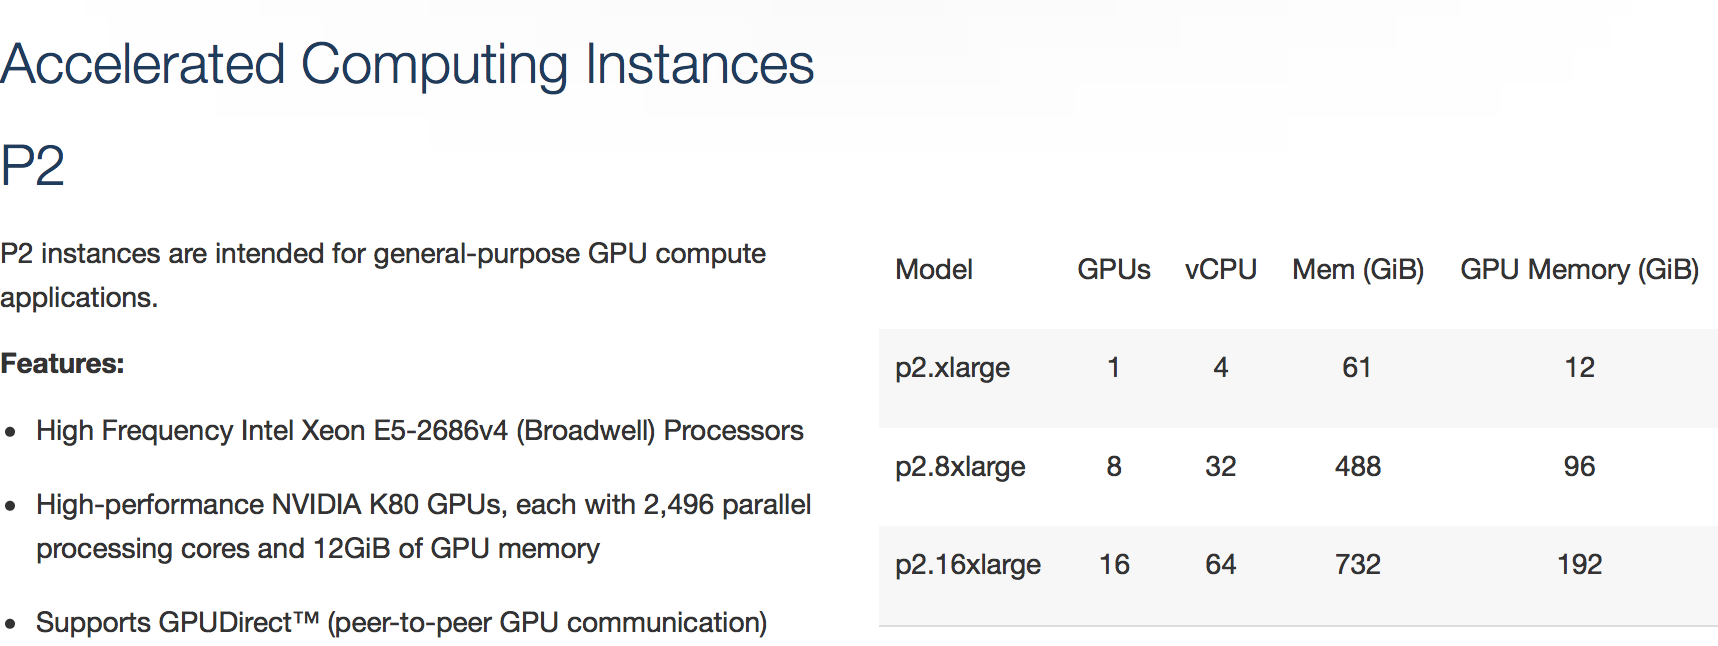 Accelerated Computing Instances
P2
P2 instances are intended for general-purpose GPU compute
applications.
Features:
• High Frequency Intel Xeon E5-2686v4 (Broadwell) Processors
• High-performance NVIDIA K80 GPUs, each with 2,496 parallel
processing cores and 12GiB of GPU memory
• Supports GPUDirect™ (peer-to-peer GPU communication)
Model GPUs vCPU Mem (GiB) GPU Memory (GiB)
p2.xlarge 1 4 61 12
p2.8xlarge 8 32 488 96
p2.16xlarge 16 64 732 192